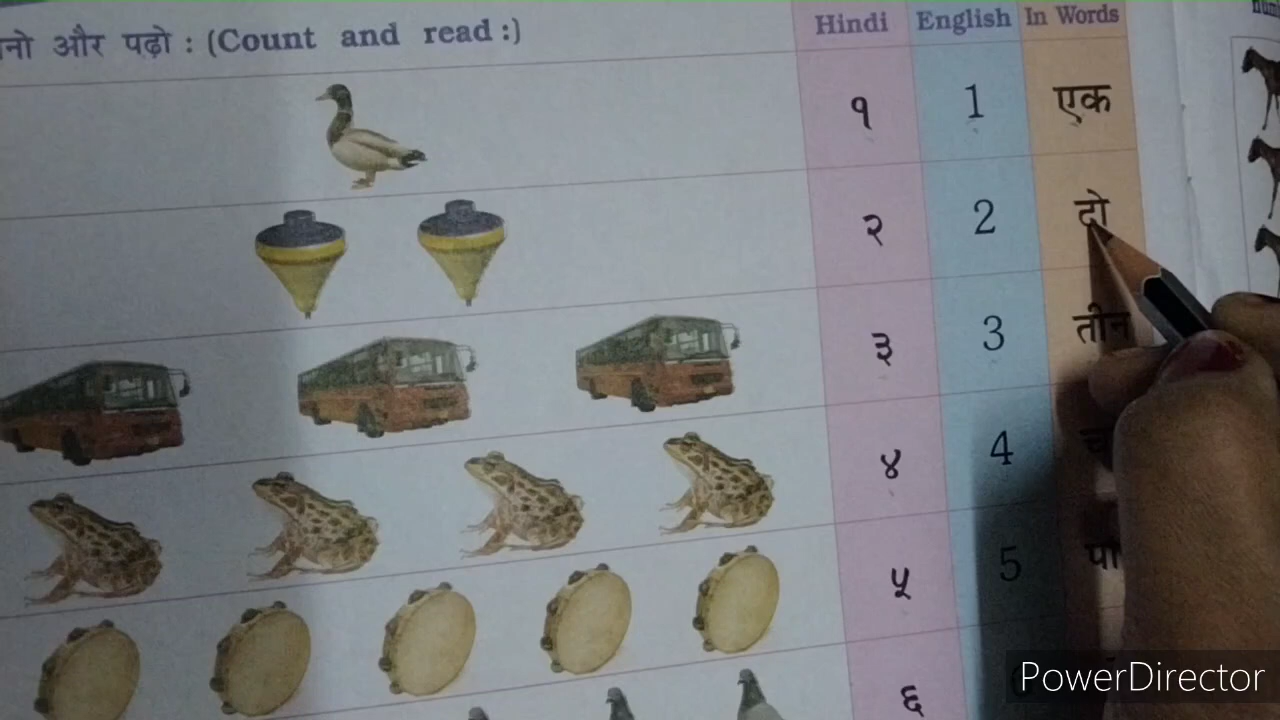 और पढ़ो : (Count and read :)
Hindi English In Words
१ 1 एक
२ 2 दो
३ 3 तीन
४ 4
५ 5
६
PowerDirector